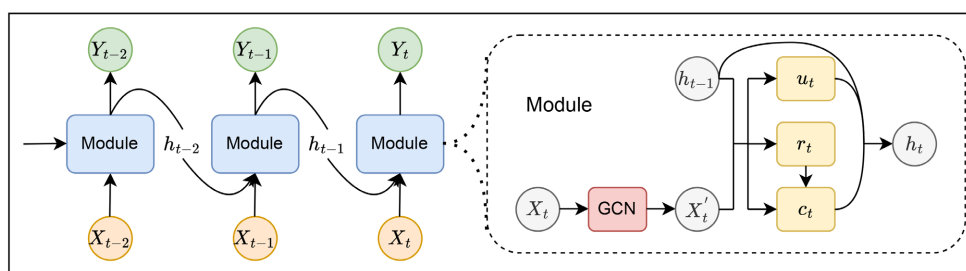 Y_{t-2} Y_{t-1} Y_t
Module h_{t-2} Module h_{t-1} Module
X_{t-2} X_{t-1} X_t
Module
h_{t-1}
u_t
r_t
h_t
X_t GCN X_t^' c_t